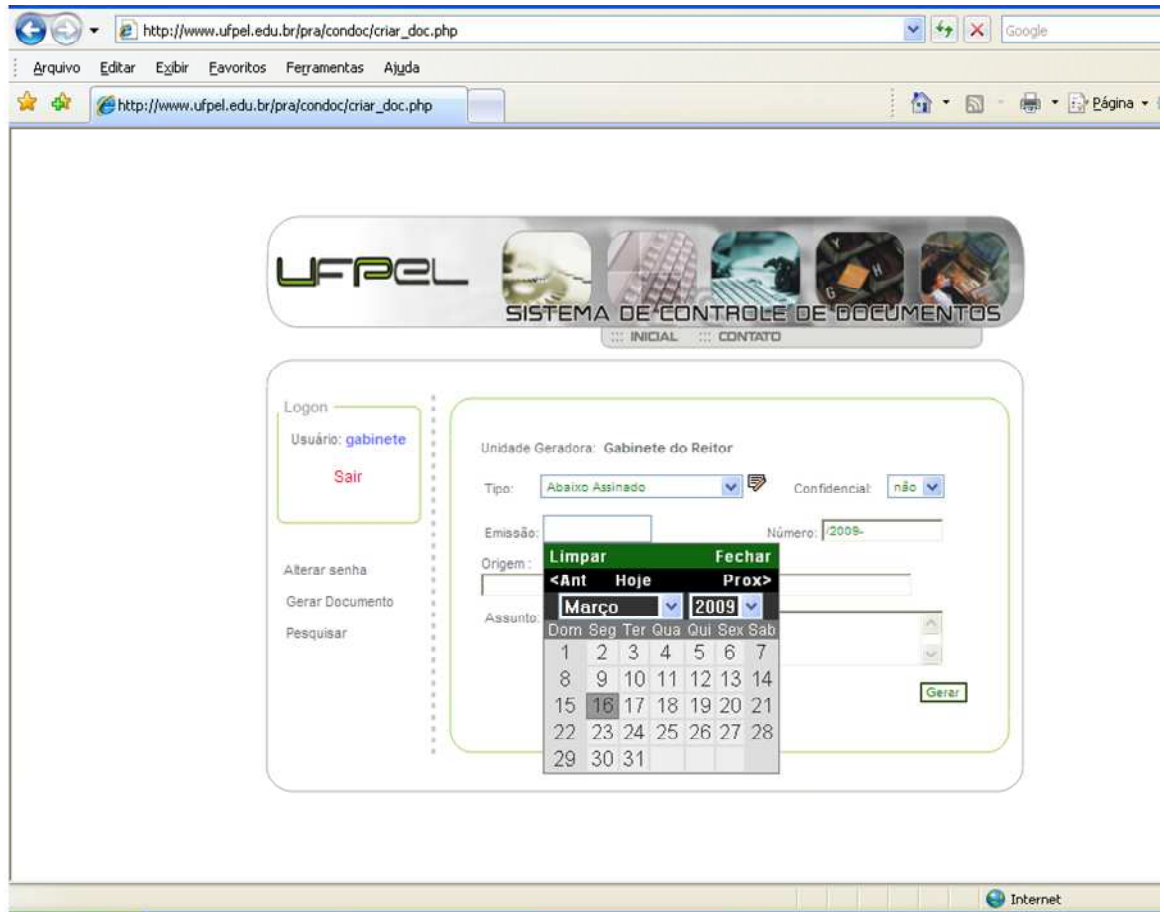 http://www.ufpel.edu.br/pra/condoc/criar_doc.php
Google
Arquivo Editar Exibir Favoritos Ferramentas Ajuda
http://www.ufpel.edu.br/pra/condoc/criar_doc.php
Página
UFPEL
SISTEMA DE CONTROLE DE DOCUMENTOS
::: INICIAL ::: CONTATO
Logon
Usuário: gabinete
Sair
Alterar senha
Gerar Documento
Pesquisar
Unidade Geradora: Gabinete do Reitor
Tipo: Abaixo Assinado Confidencial: não
Emissão: Número: /2009-
Origem :
Assunto:
Limpar Fechar
<Ant Hoje Prox>
Março 2009
Dom Seg Ter Qua Qui Sex Sab
1 2 3 4 5 6 7
8 9 10 11 12 13 14
15 16 17 18 19 20 21
22 23 24 25 26 27 28
29 30 31
Gerar
Internet